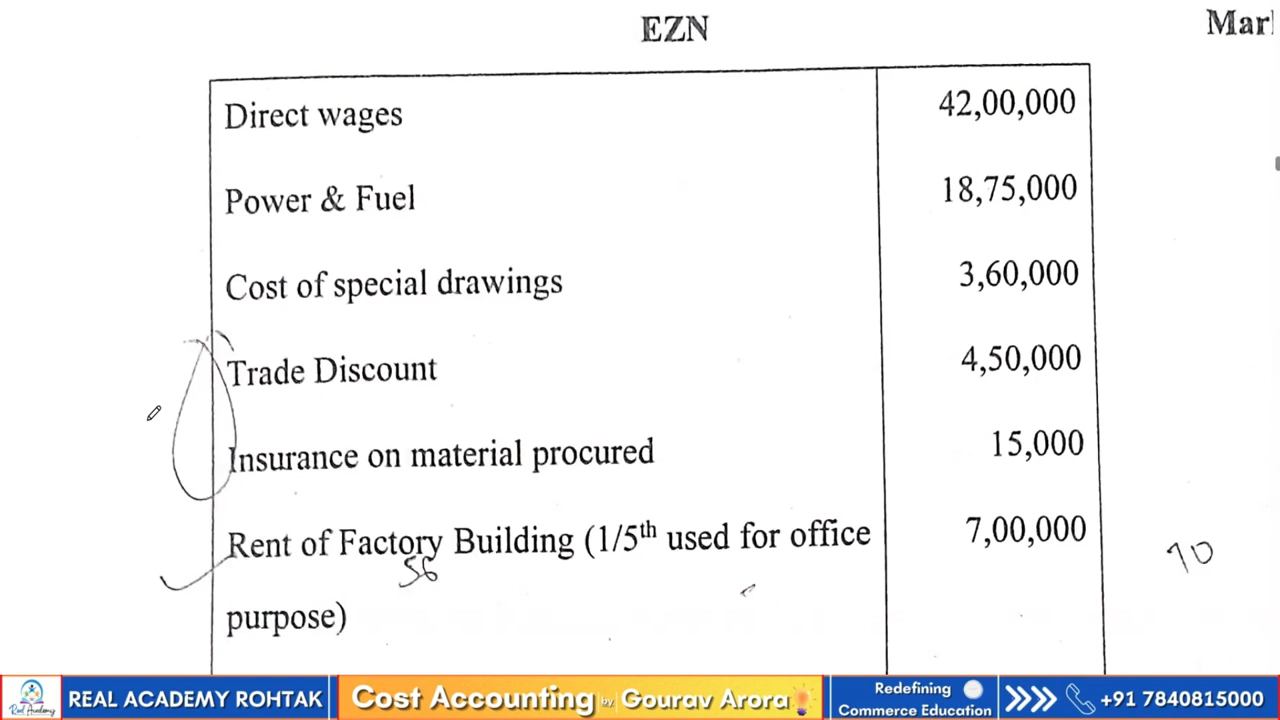 EZN
Mar
Direct wages 42,00,000
Power & Fuel 18,75,000
Cost of special drawings 3,60,000
Trade Discount 4,50,000
Insurance on material procured 15,000
Rent of Factory Building (1/5th used for office 7,00,000
56
10
purpose)
Real Academy
REAL ACADEMY ROHTAK
Cost Accounting by Gourav Arora
Redefining
Commerce Education
+91 7840815000